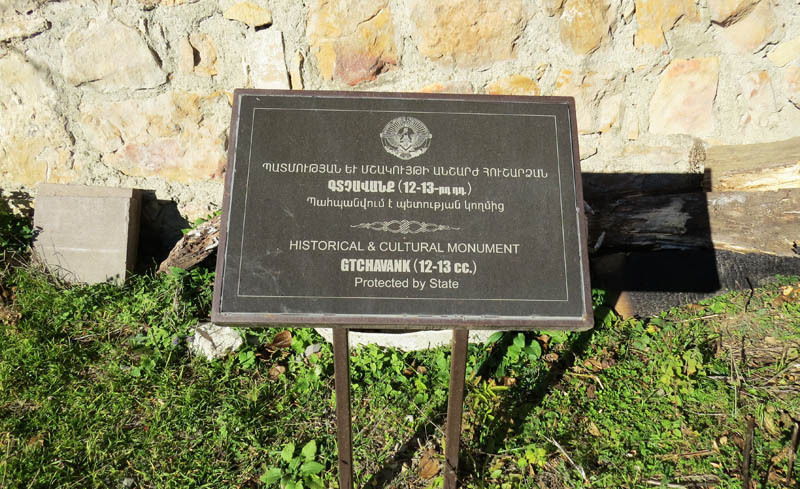 ՊԱՏՄՈՒԹՅԱՆ ԵՎ ՄՇԱԿՈՒՅԹԻ ԱՆՇԱՐԺ ՀՈՒՇԱՐՁԱՆ
ԳՏՉԱՎԱՆՔ (12-13-րդ դդ.)
Պահպանվում է պետության կողմից
HISTORICAL & CULTURAL MONUMENT
GTCHAVANK (12-13 cc.)
Protected by State